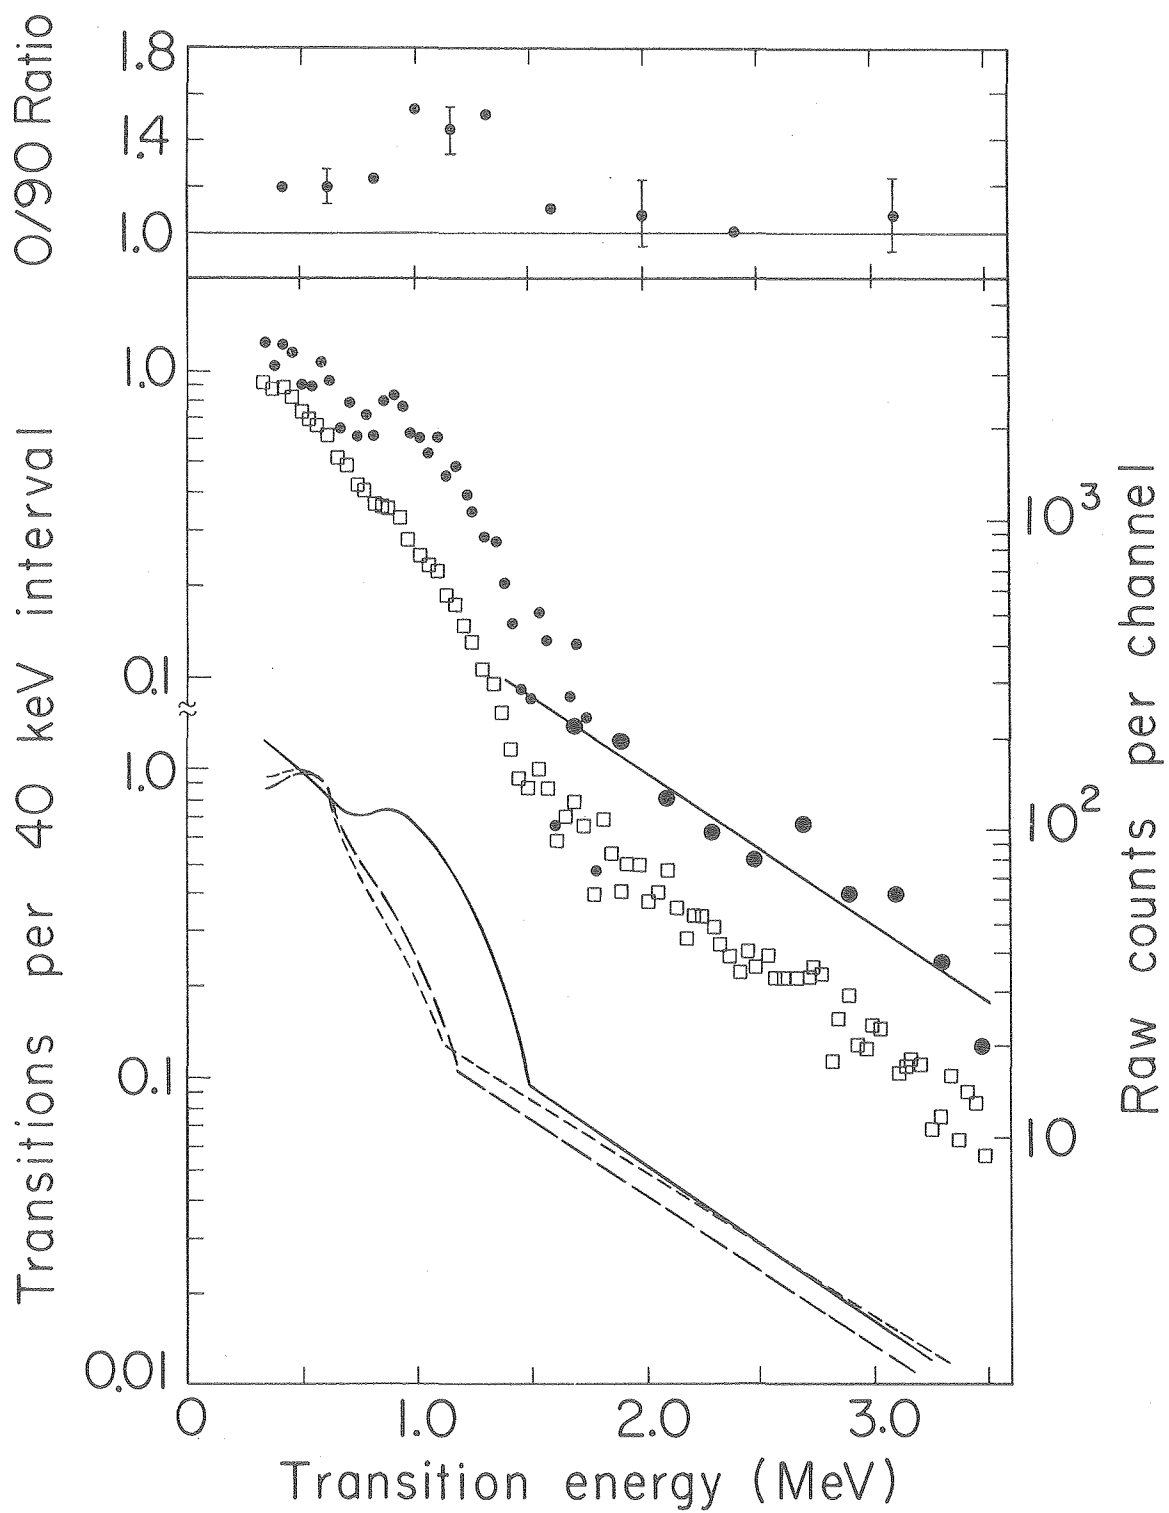 0/90 Ratio
1.8
1.4
1.0
Transitions per 40 keV interval
1.0
0.1
1.0
0.1
0.01
Raw counts per channel
10³
10²
10
0 1.0 2.0 3.0
Transition energy (MeV)